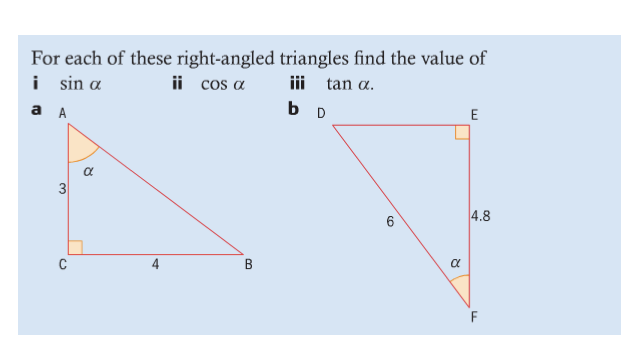 For each of these right-angled triangles find the value of
i sin α ii cos α iii tan α.
a A b D E
α
3
6 4.8
C 4 B α
F